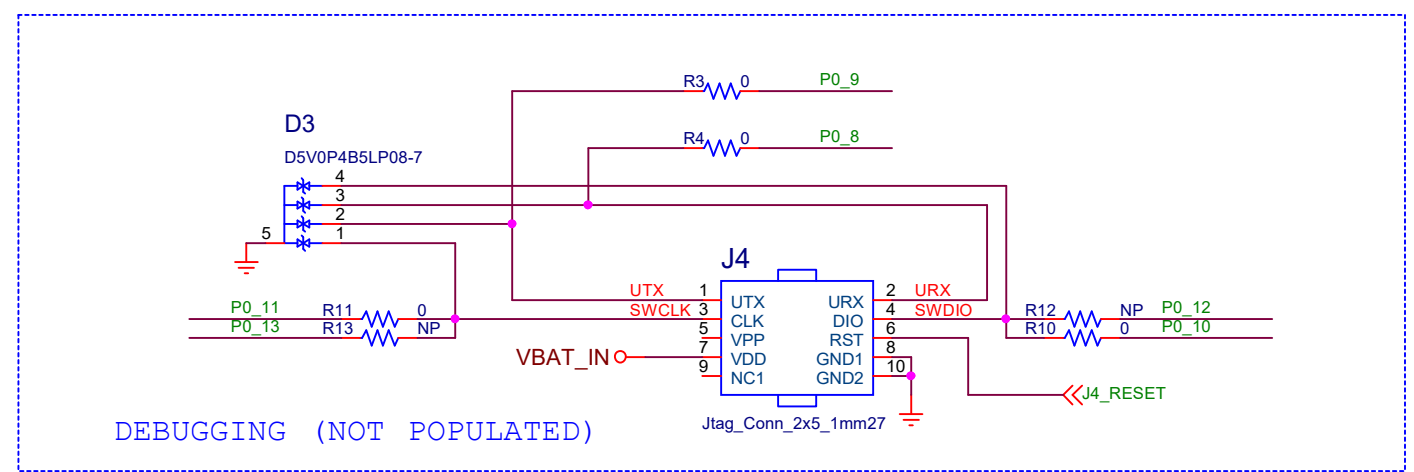 R3 0 P0_9
D3
R4 0 P0_8
D5V0P4B5LP08-7
4
3
2
5 1
J4
UTX 1 UTX URX 2 URX
P0_11 R11 0 SWCLK 3 CLK DIO 4 SWDIO R12 NP P0_12
P0_13 R13 NP 5 VPP RST 6 R10 0 P0_10
VBAT_IN 7 VDD GND1 8
9 NC1 GND2 10
J4_RESET
Jtag_Conn_2x5_1mm27
DEBUGGING (NOT POPULATED)